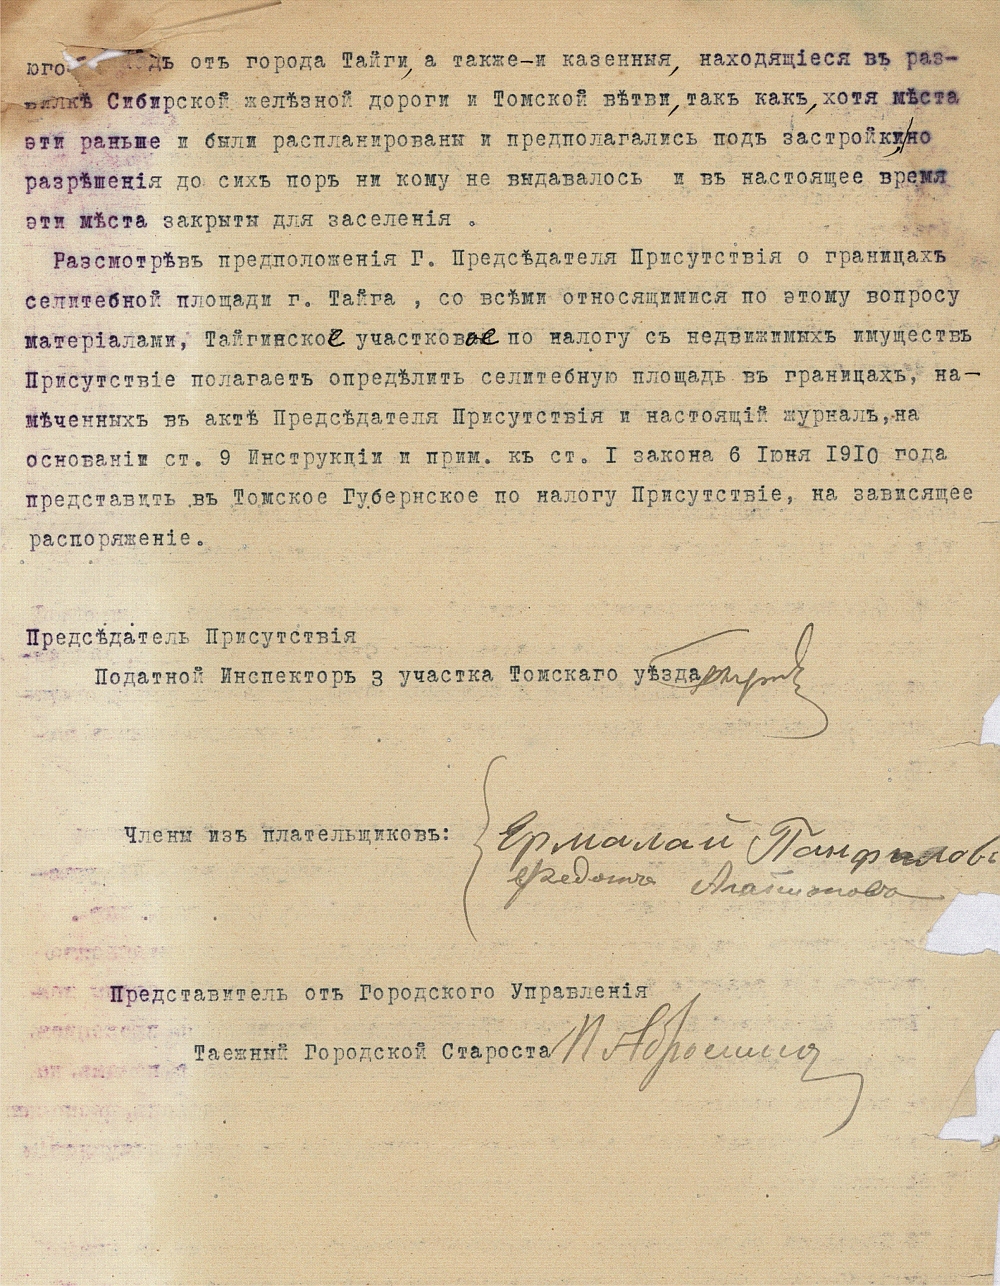 отъ города Тайги, а также-и казенныя, находящіеся въ раз-
вилкѣ Сибирской желѣзной дороги и Томской вѣтви, такъ какъ, хотя мѣста
эти раньше и были распланированы и предполагались подъ застройки, но
разрѣшенія до сихъ поръ ни кому не выдавалось и въ настоящее время
эти мѣста закрыты для заселенія .
Разсмотрѣвъ предположенія Г. Предсѣдателя Присутствія о границахъ
селитебной площади г. Тайга , со всѣми относящимися по этому вопросу
матеріалами, Тайгинское участковое по налогу съ недвижимыхъ имуществъ
Присутствіе полагаетъ опредѣлить селитебную площадь въ границахъ, на-
мѣченныхъ въ актѣ Предсѣдателя Присутствія и настоящій журналъ, на
основаніи ст. 9 Инструкціи и прим. къ ст. I закона 6 Іюня 1910 года
представить въ Томское Губернское по налогу Присутствіе, на зависящее
распоряженіе.
Предсѣдатель Присутствія
Податной Инспекторъ 3 участка Томскаго уѣзда
Члены изъ плательщиковъ:
Ермалай Панфиловъ
Федотъ
Представитель отъ Городского Управленія
Таежный Городской Староста